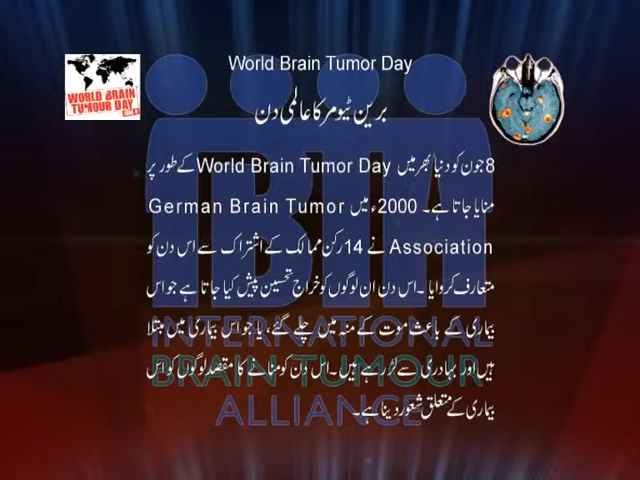 World Brain Tumor Day
WORLD BRAIN
TUMOUR DAY
برین ٹیومر کا عالمی دن
8 جون کو دنیا بھر میں World Brain Tumor Day کے طور پر
منایا جاتا ہے۔ 2000ء میں German Brain Tumor
Association نے 14 رکن ممالک کے اشتراک سے اس دن کو
متعارف کروایا۔ اس دن ان لوگوں کو خراج تحسین پیش کیا جاتا ہے جو اس
بیماری کے باعث موت کے منہ میں چلے گئے، یا جو اس بیماری میں مبتلا
ہیں اور بہادری سے لڑ رہے ہیں۔ اس دن کو منانے کا مقصد لوگوں کو اس
بیماری کے متعلق شعور دینا ہے۔
IBTA
INTERNATIONAL
BRAIN TUMOUR
ALLIANCE